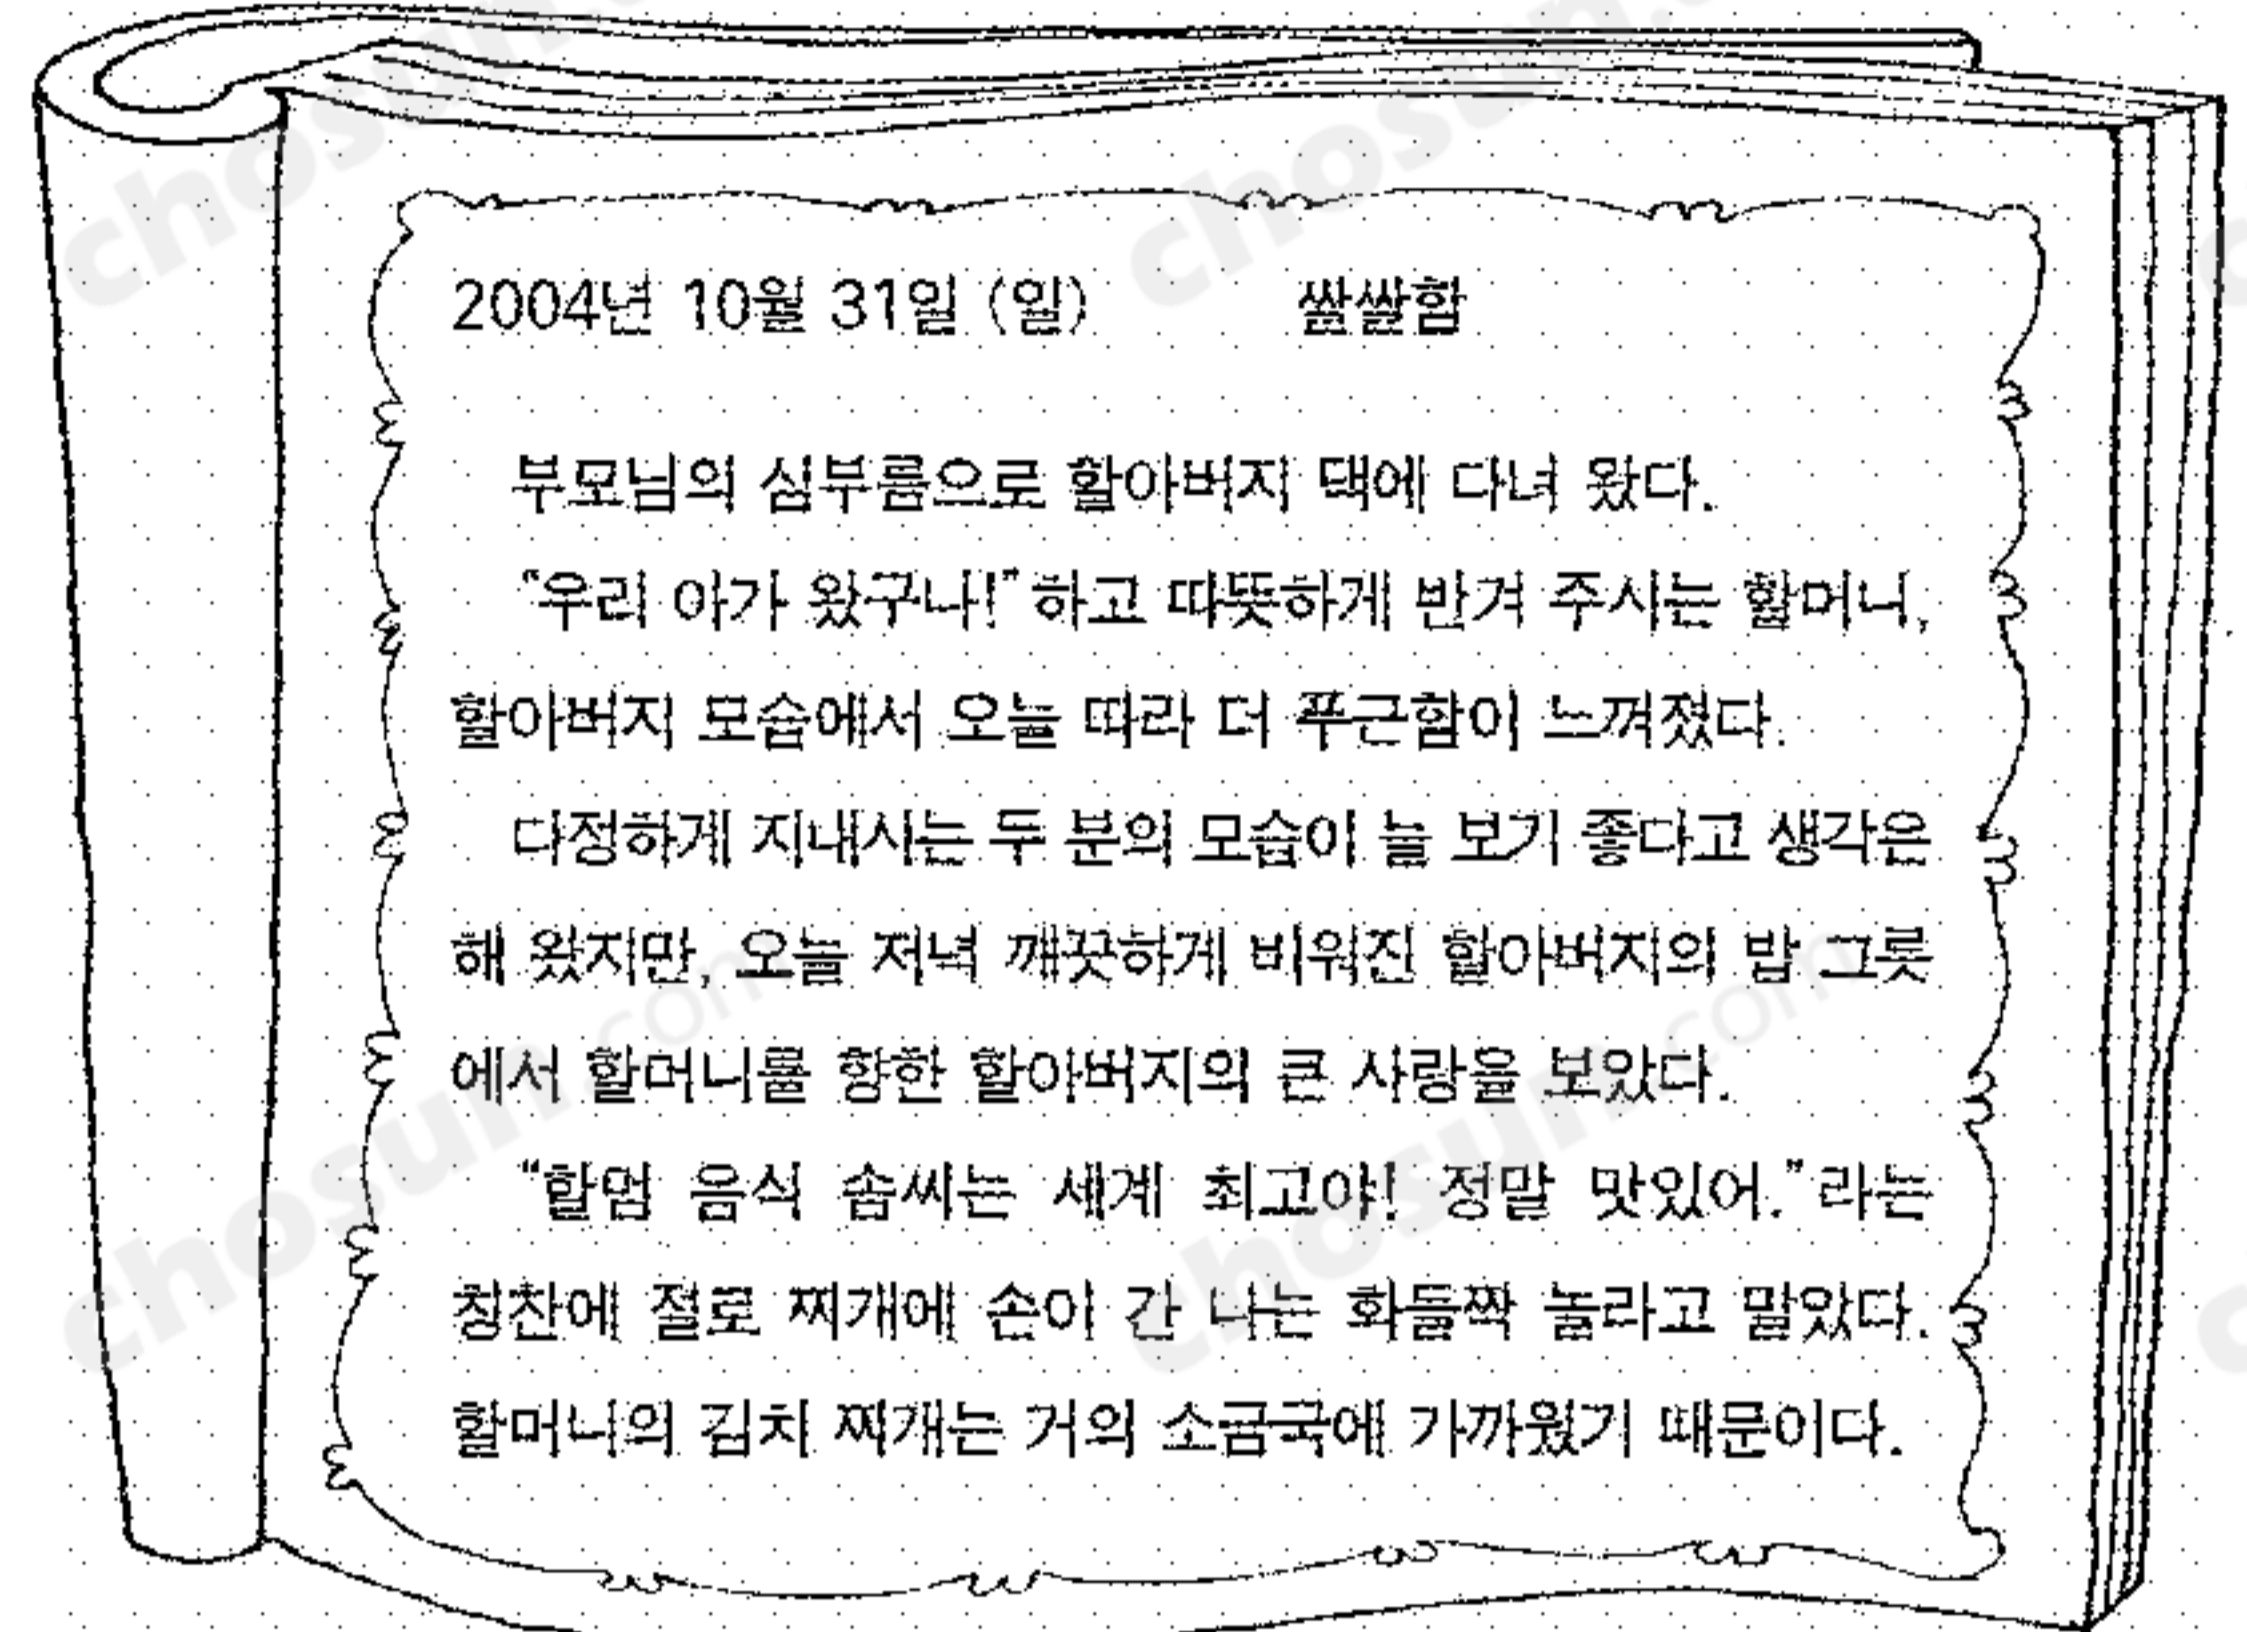 2004년 10월 31일 (일) 쌀쌀함
부모님의 심부름으로 할아버지 댁에 다녀 왔다.
“우리 아가 왔구나!” 하고 따뜻하게 반겨 주시는 할머니,
할아버지 모습에서 오늘 따라 더 푸근함이 느껴졌다.
다정하게 지내시는 두 분의 모습이 늘 보기 좋다고 생각은
해 왔지만, 오늘 저녁 깨끗하게 비워진 할아버지의 밥 그릇
에서 할머니를 향한 할아버지의 큰 사랑을 보았다.
“할멈 음식 솜씨는 세계 최고야! 정말 맛있어.” 라는
칭찬에 절로 찌개에 손이 간 나는 화들짝 놀라고 말았다.
할머니의 김치 찌개는 거의 소금국에 가까웠기 때문이다.
chosun.com
chosun.com
chosun.com
chosun.com